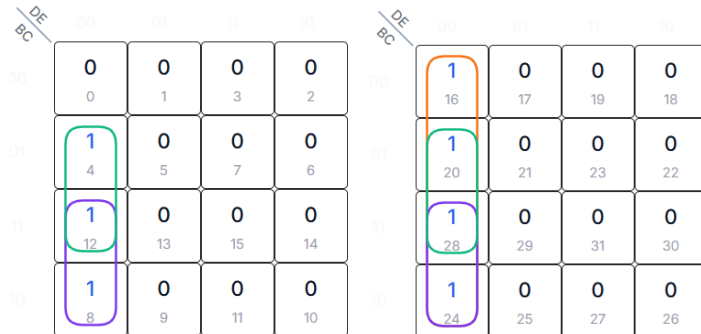 DE 00 01 11 10
BC
00 0 0 0 0
0 1 3 2
01 1 0 0 0
4 5 7 6
11 1 0 0 0
12 13 15 14
10 1 0 0 0
8 9 11 10
DE 00 01 11 10
BC
00 1 0 0 0
16 17 19 18
01 1 0 0 0
20 21 23 22
11 1 0 0 0
28 29 31 30
10 1 0 0 0
24 25 27 26